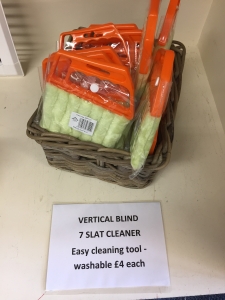 VERTICAL BLIND
7 SLAT CLEANER
Easy cleaning tool -
washable £4 each